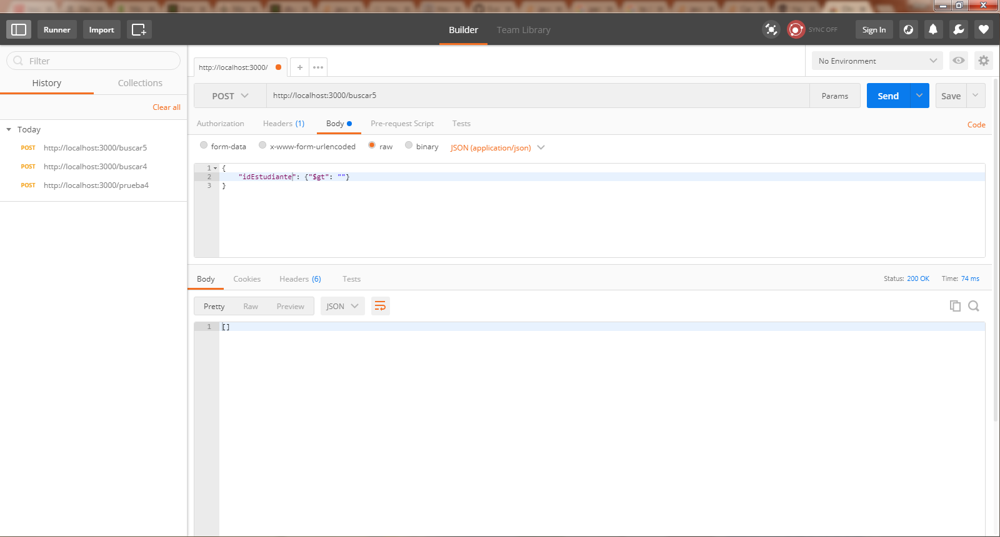 Runner
Import
Builder
Team Library
SYNC OFF
Sign In
Filter
History
Collections
Clear all
Today
POST http://localhost:3000/buscar5
POST http://localhost:3000/buscar4
POST http://localhost:3000/prueba4
http://localhost:3000/
No Environment
POST
http://localhost:3000/buscar5
Params
Send
Save
Authorization
Headers (1)
Body
Pre-request Script
Tests
Code
form-data
x-www-form-urlencoded
raw
binary
JSON (application/json)
1 {
2 "idEstudiante": {"$gt": ""}
3 }
Body
Cookies
Headers (6)
Tests
Status: 200 OK
Time: 74 ms
Pretty
Raw
Preview
JSON
1 []